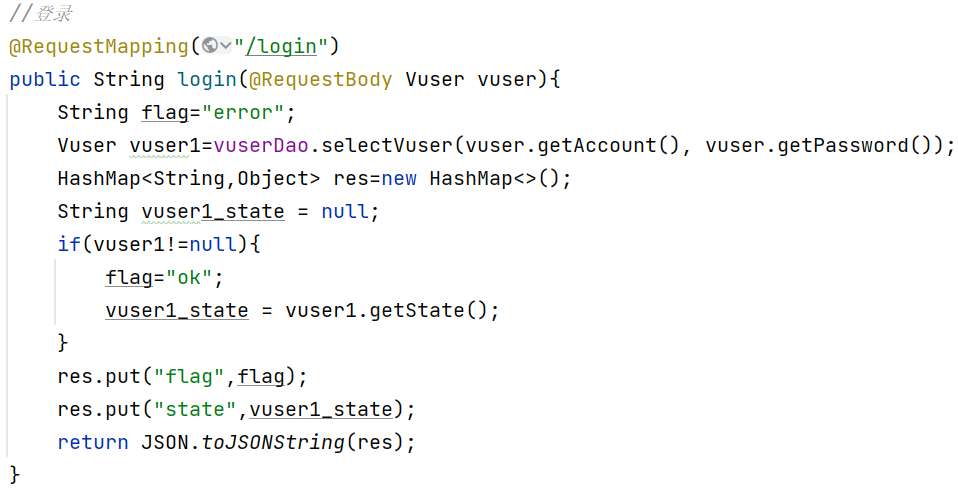 //登录
@RequestMapping("/login")
public String login(@RequestBody Vuser vuser){
    String flag="error";
    Vuser vuser1=vuserDao.selectVuser(vuser.getAccount(), vuser.getPassword());
    HashMap<String,Object> res=new HashMap<>();
    String vuser1_state = null;
    if(vuser1!=null){
        flag="ok";
        vuser1_state = vuser1.getState();
    }
    res.put("flag",flag);
    res.put("state",vuser1_state);
    return JSON.toJSONString(res);
}